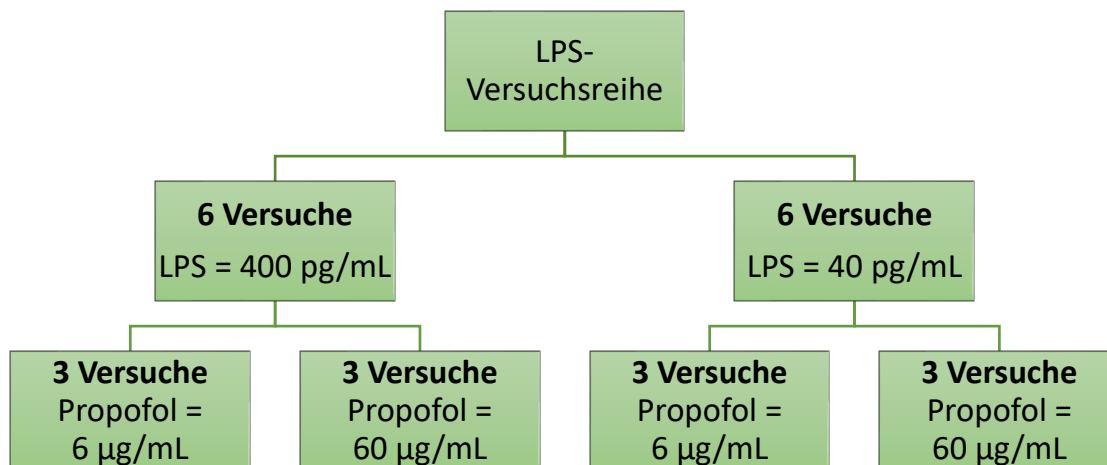 LPS-
Versuchsreihe
6 Versuche
LPS = 400 pg/mL
6 Versuche
LPS = 40 pg/mL
3 Versuche
Propofol =
6 µg/mL
3 Versuche
Propofol =
60 µg/mL
3 Versuche
Propofol =
6 µg/mL
3 Versuche
Propofol =
60 µg/mL